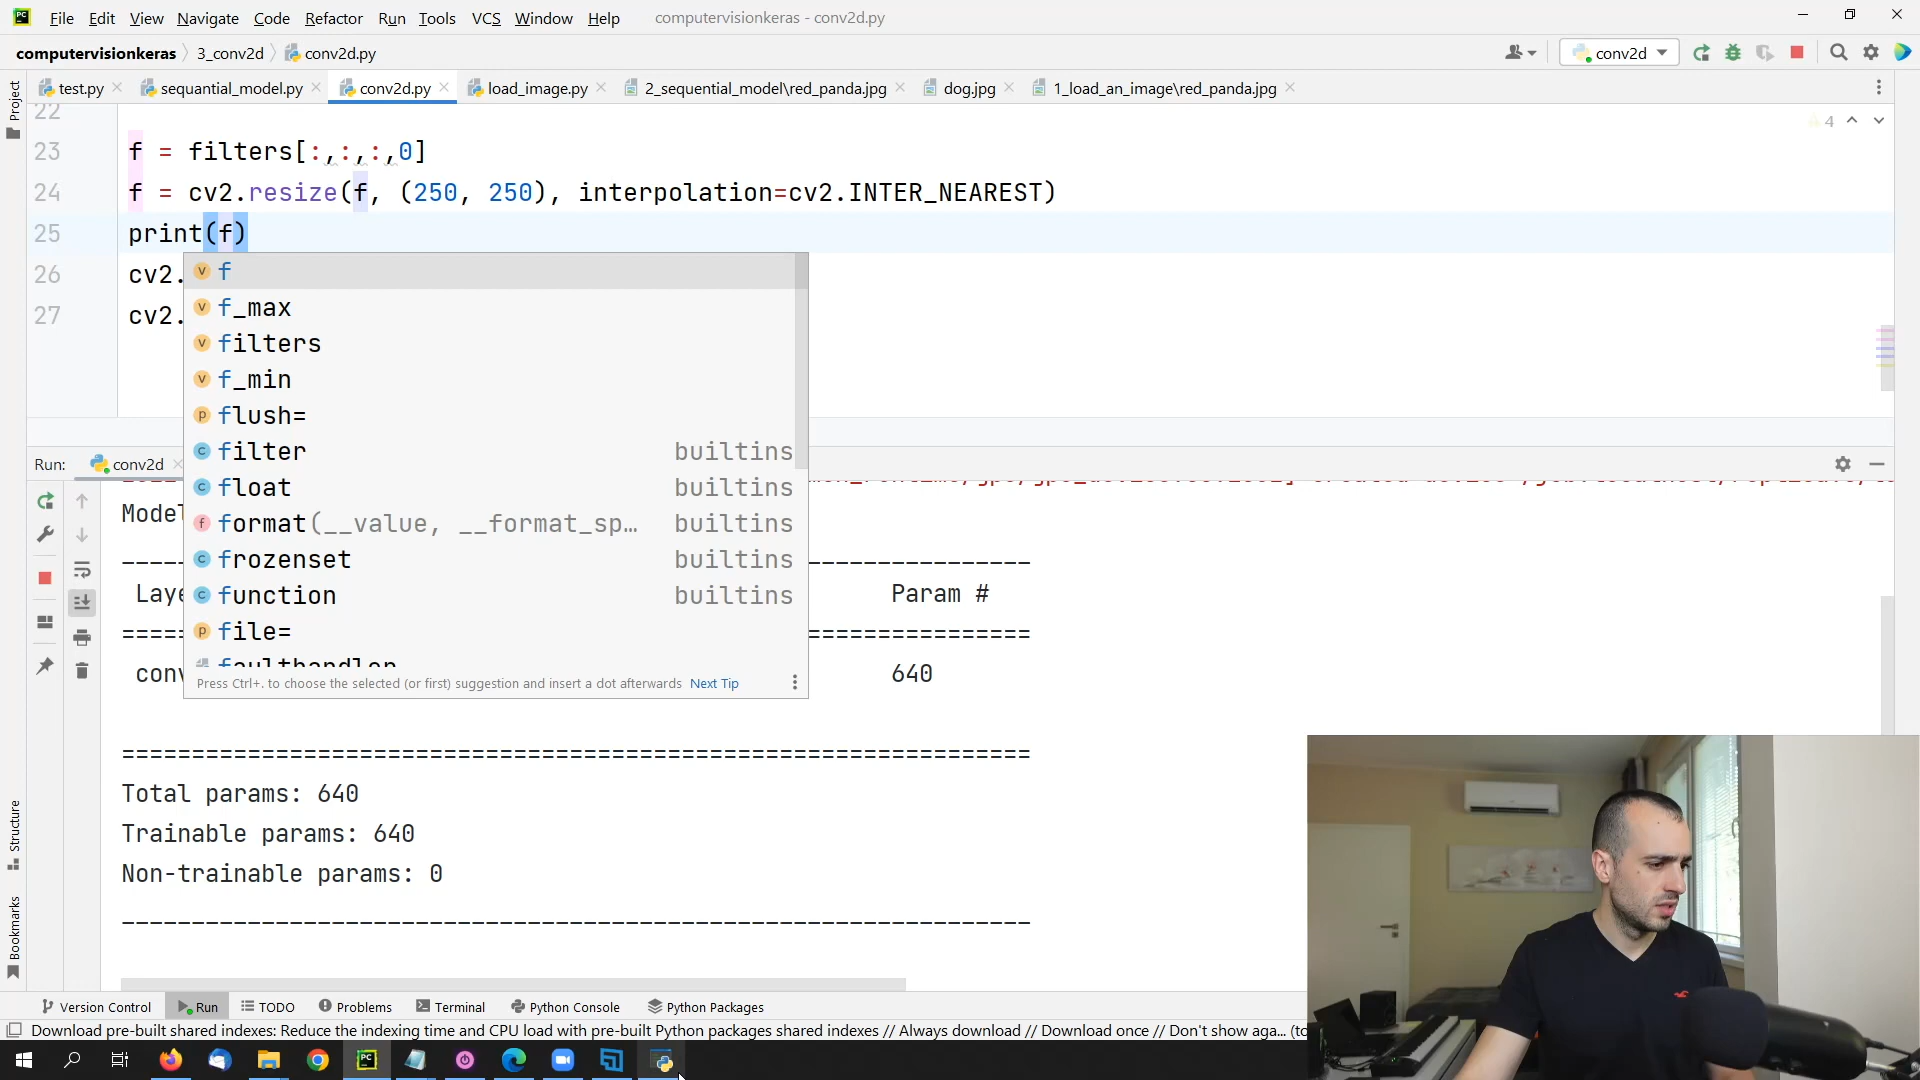 File Edit View Navigate Code Refactor Run Tools VCS Window Help computervisionkeras - conv2d.py
computervisionkeras 3_conv2d conv2d.py conv2d
test.py sequantial_model.py conv2d.py load_image.py 2_sequential_model\red_panda.jpg dog.jpg 1_load_an_image\red_panda.jpg
Project
22
4
23 f = filters[:,:,:,0]
24 f = cv2.resize(f, (250, 250), interpolation=cv2.INTER_NEAREST)
25 print(f)
26 cv2.
27 cv2.
f
f_max
filters
f_min
flush=
filter builtins
float builtins
format(__value, __format_sp… builtins
frozenset builtins
function builtins
file=
faulthandler
Press Ctrl+. to choose the selected (or first) suggestion and insert a dot afterwards Next Tip
Run: conv2d
Model
Laye Param #
conv 640
Total params: 640
Trainable params: 640
Non-trainable params: 0
Structure
Bookmarks
Version Control Run TODO Problems Terminal Python Console Python Packages
Download pre-built shared indexes: Reduce the indexing time and CPU load with pre-built Python packages shared indexes // Always download // Download once // Don't show aga... (to